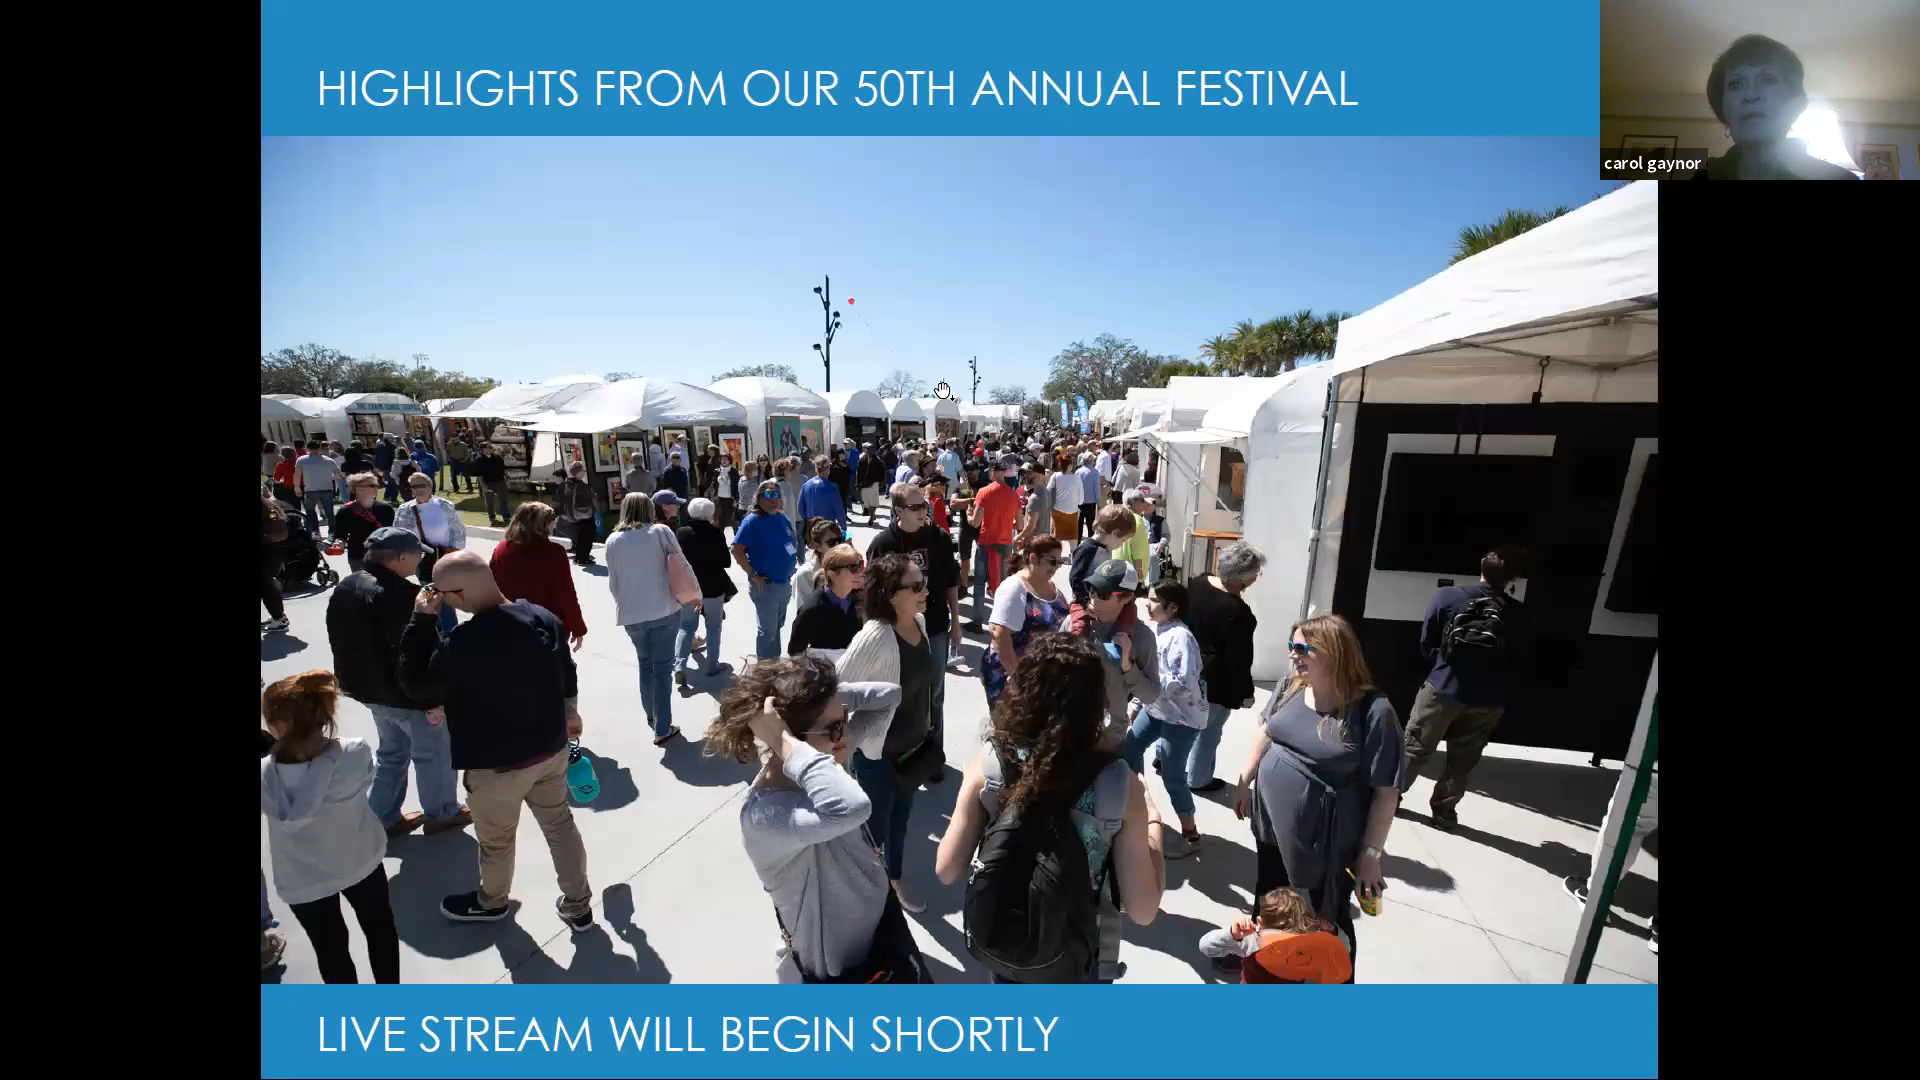 HIGHLIGHTS FROM OUR 50TH ANNUAL FESTIVAL
carol gaynor
LIVE STREAM WILL BEGIN SHORTLY